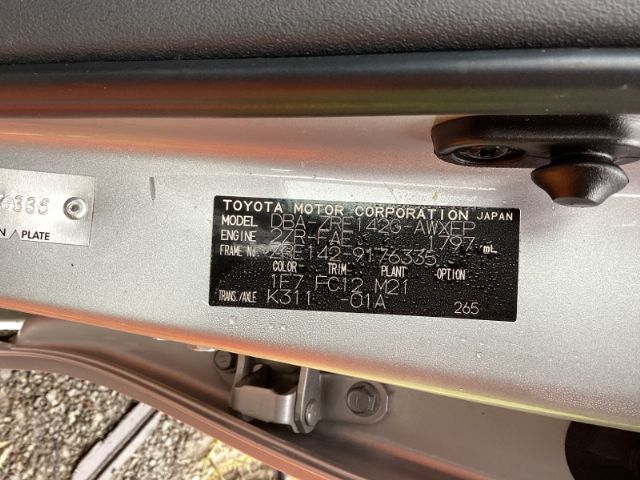 76335
N ∧ PLATE
TOYOTA MOTOR CORPORATION JAPAN
MODEL DBA-ZRE142G-AWXEP
ENGINE 2ZR-FAE 1797 mL
FRAME No. ZRE142-9176335
COLOR TRIM PLANT OPTION
1E7 FC12 M21
TRANS./AXLE K311 -01A
265